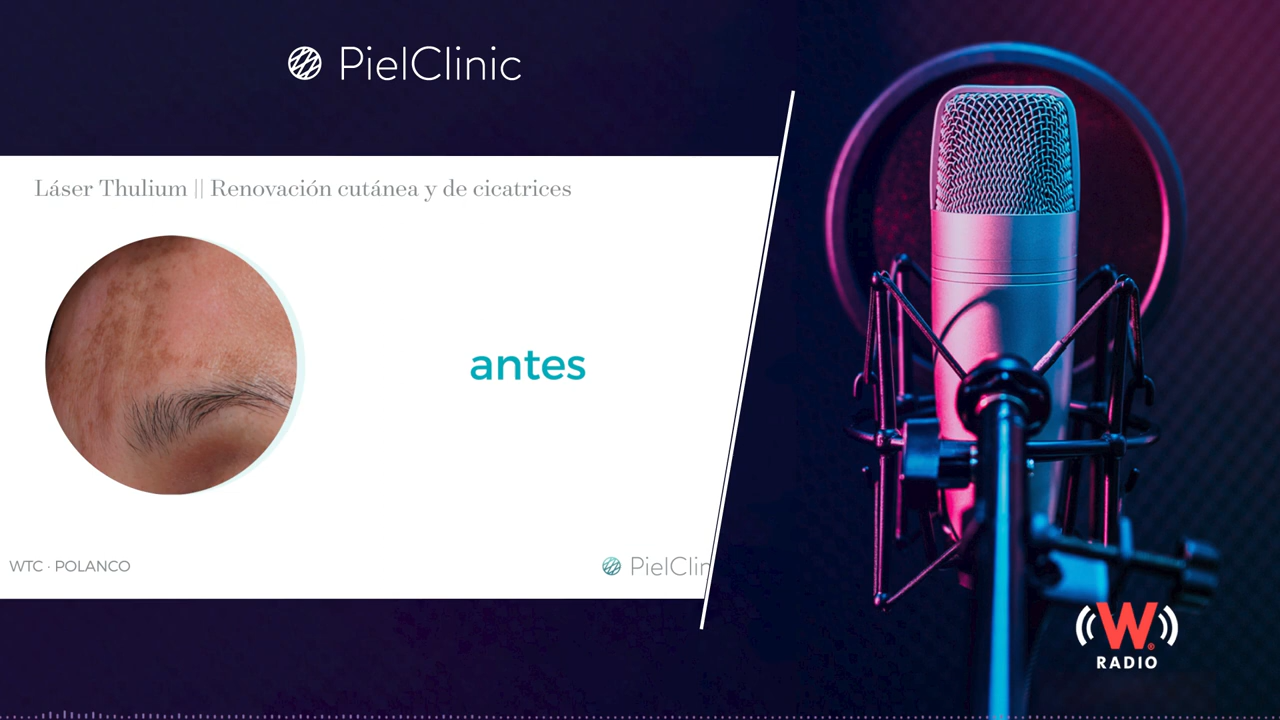 PielClinic
Láser Thulium || Renovación cutánea y de cicatrices
antes
WTC · POLANCO
PielClin
W
RADIO